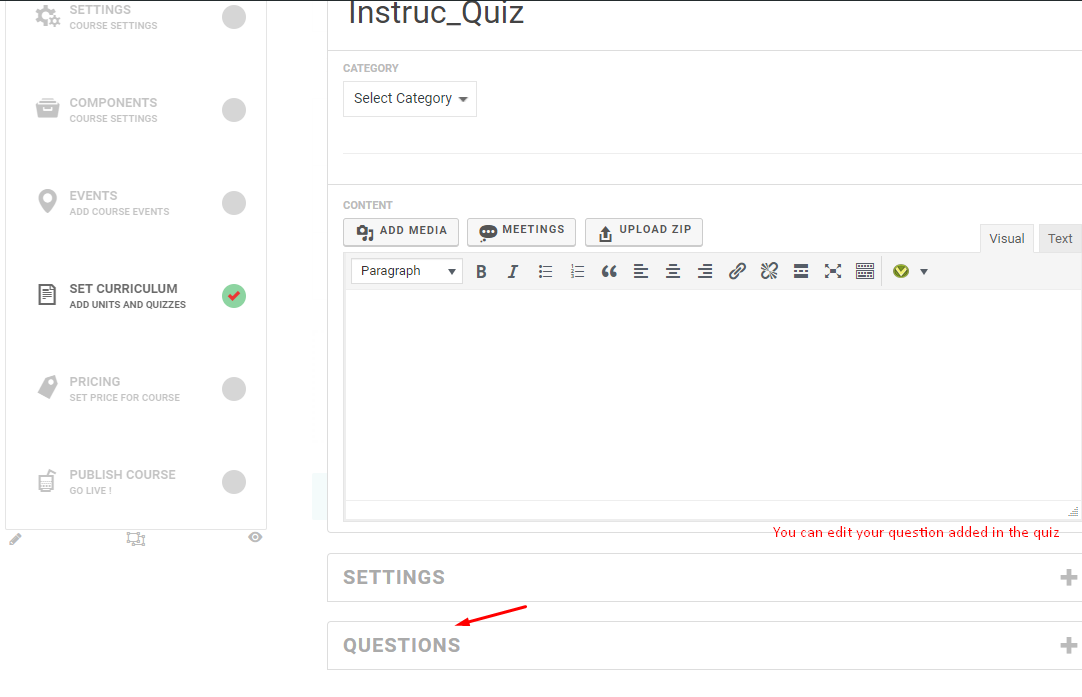 SETTINGS
COURSE SETTINGS
COMPONENTS
COURSE SETTINGS
EVENTS
ADD COURSE EVENTS
SET CURRICULUM
ADD UNITS AND QUIZZES
PRICING
SET PRICE FOR COURSE
PUBLISH COURSE
GO LIVE !
Instruc_Quiz
CATEGORY
Select Category
CONTENT
ADD MEDIA MEETINGS UPLOAD ZIP
Visual Text
Paragraph B I
You can edit your question added in the quiz
SETTINGS
QUESTIONS